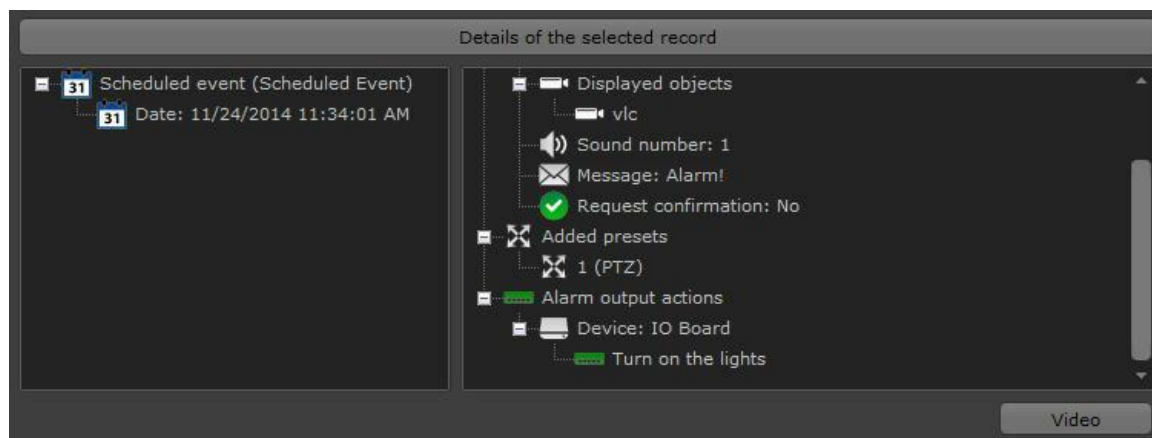 Details of the selected record
31 Scheduled event (Scheduled Event)
31 Date: 11/24/2014 11:34:01 AM
Displayed objects
vlc
Sound number: 1
Message: Alarm!
Request confirmation: No
Added presets
1 (PTZ)
Alarm output actions
Device: IO Board
Turn on the lights
Video